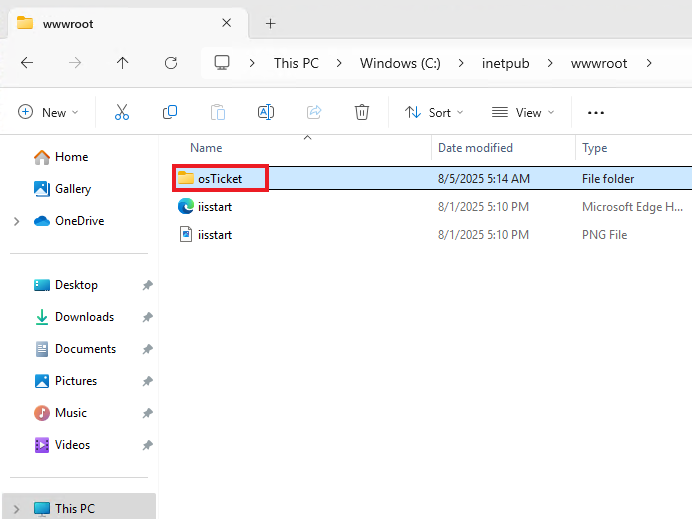 wwwroot
This PC > Windows (C:) > inetpub > wwwroot >
New Sort View ...
Name Date modified Type
Home
Gallery
OneDrive
Desktop
Downloads
Documents
Pictures
Music
Videos
This PC
osTicket 8/5/2025 5:14 AM File folder
iisstart 8/1/2025 5:10 PM Microsoft Edge H...
iisstart 8/1/2025 5:10 PM PNG File